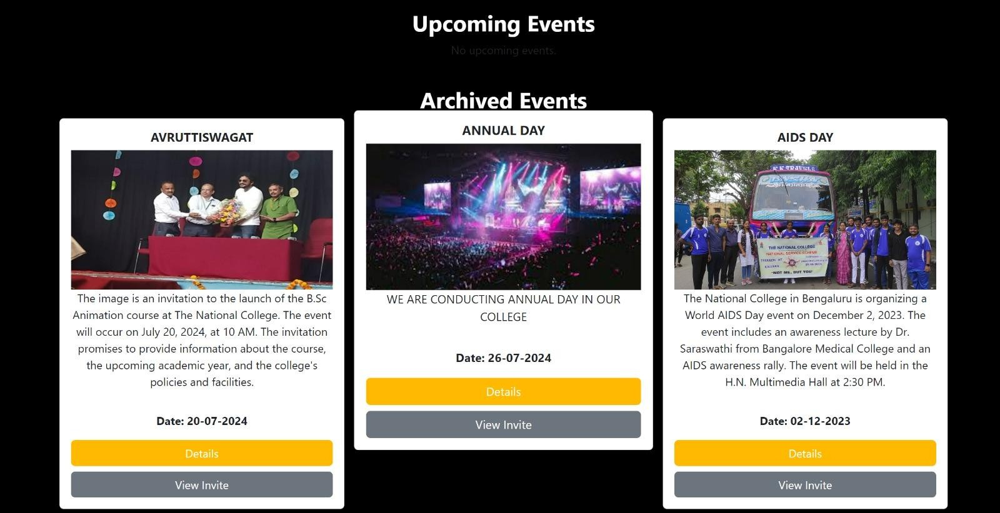 Upcoming Events
No upcoming events.
Archived Events
AVRUTTISWAGAT
The image is an invitation to the launch of the B.Sc
Animation course at The National College. The event
will occur on July 20, 2024, at 10 AM. The invitation
promises to provide information about the course,
the upcoming academic year, and the college's
policies and facilities.
Date: 20-07-2024
Details
View Invite
ANNUAL DAY
WE ARE CONDUCTING ANNUAL DAY IN OUR
COLLEGE
Date: 26-07-2024
Details
View Invite
AIDS DAY
K.K TRAVELS
THE NATIONAL COLLEGE
NATIONAL SERVICE SCHEME
"NOT ME, BUT YOU"
The National College in Bengaluru is organizing a
World AIDS Day event on December 2, 2023. The
event includes an awareness lecture by Dr.
Saraswathi from Bangalore Medical College and an
AIDS awareness rally. The event will be held in the
H.N. Multimedia Hall at 2:30 PM.
Date: 02-12-2023
Details
View Invite